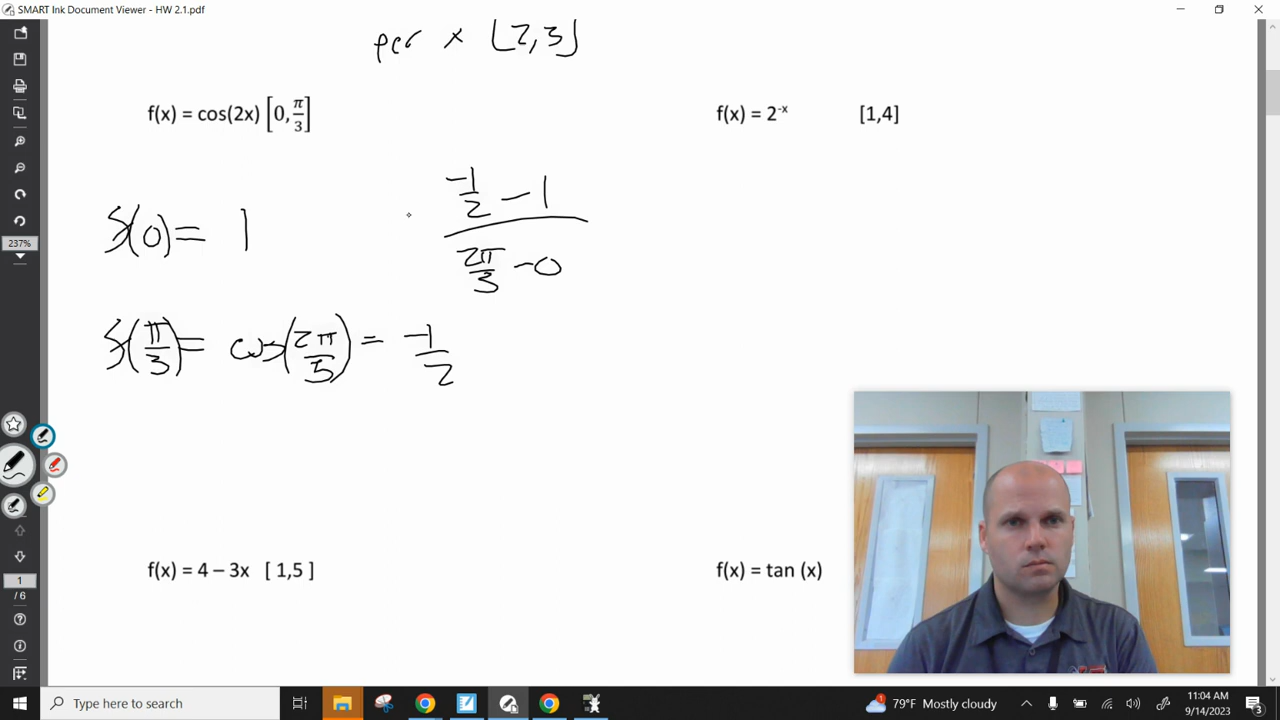 SMART Ink Document Viewer - HW 2.1.pdf
per x [2,3]
f(x) = cos(2x) [0, π/3]
f(x) = 2^-x [1,4]
(-1/2 - 1)/(2π/3 - 0)
f(0) = 1
f(π/3) = cos(2π/3) = -1/2
237%
f(x) = 4 – 3x [ 1,5 ]
f(x) = tan (x)
1
/ 6
Type here to search
79°F Mostly cloudy
11:04 AM
9/14/2023
3